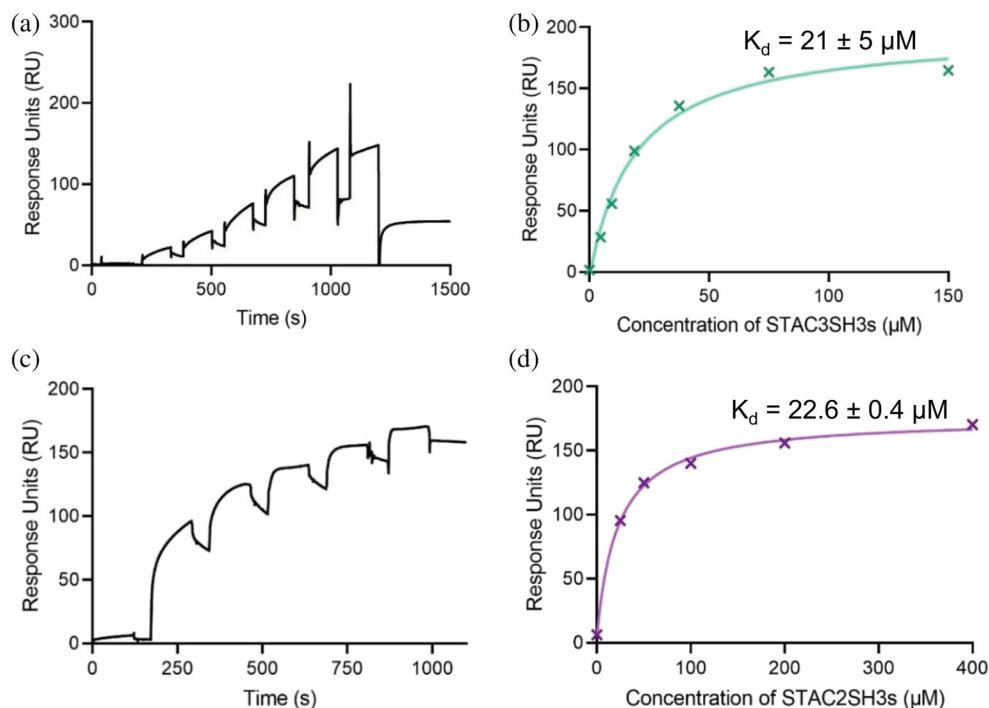 (a)
300
200
100
0
Response Units (RU)
0 500 1000 1500
Time (s)
(b)
K_d = 21 ± 5 µM
200
150
100
50
0
Response Units (RU)
0 50 100 150
Concentration of STAC3SH3s (µM)
(c)
200
150
100
50
0
Response Units (RU)
0 250 500 750 1000
Time (s)
(d)
K_d = 22.6 ± 0.4 µM
200
150
100
50
0
Response Units (RU)
0 100 200 300 400
Concentration of STAC2SH3s (µM)